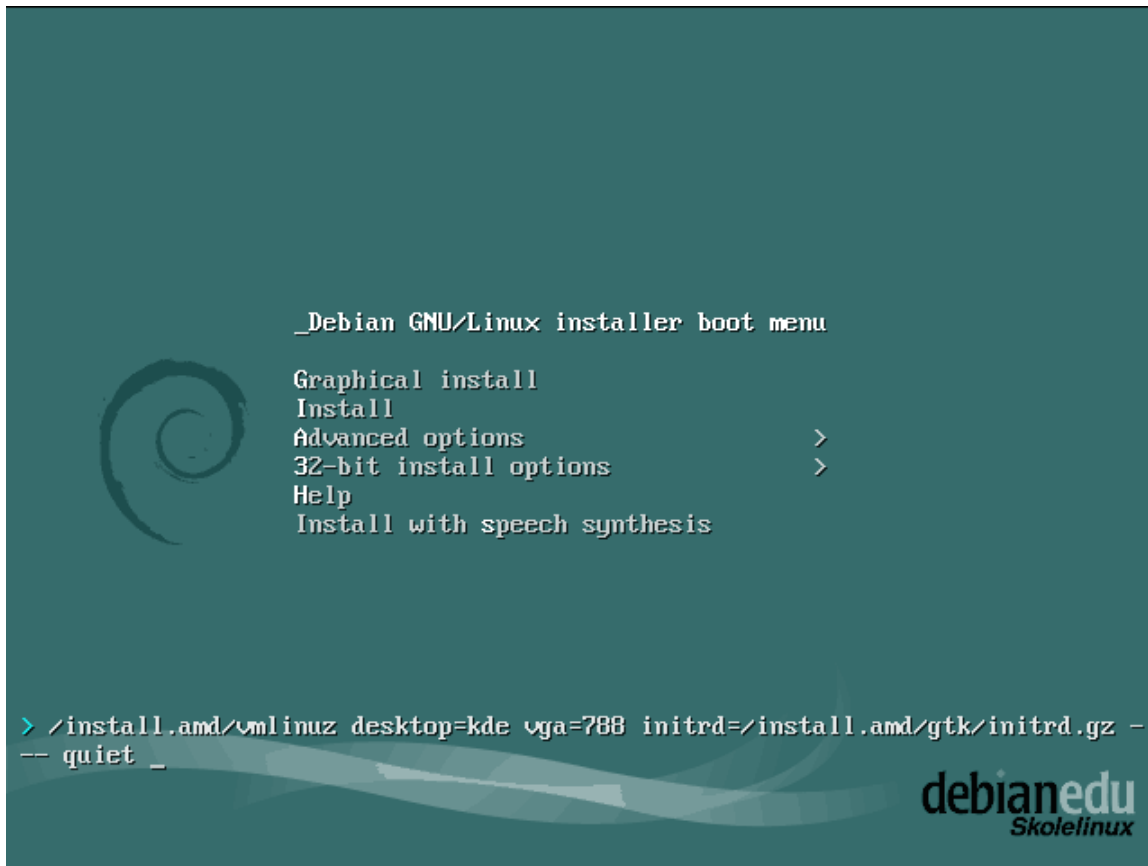 _Debian GNU/Linux installer boot menu
Graphical install
Install
Advanced options >
32-bit install options >
Help
Install with speech synthesis
> /install.amd/vmlinuz desktop=kde vga=788 initrd=/install.amd/gtk/initrd.gz -
-- quiet _
debianedu
Skolelinux